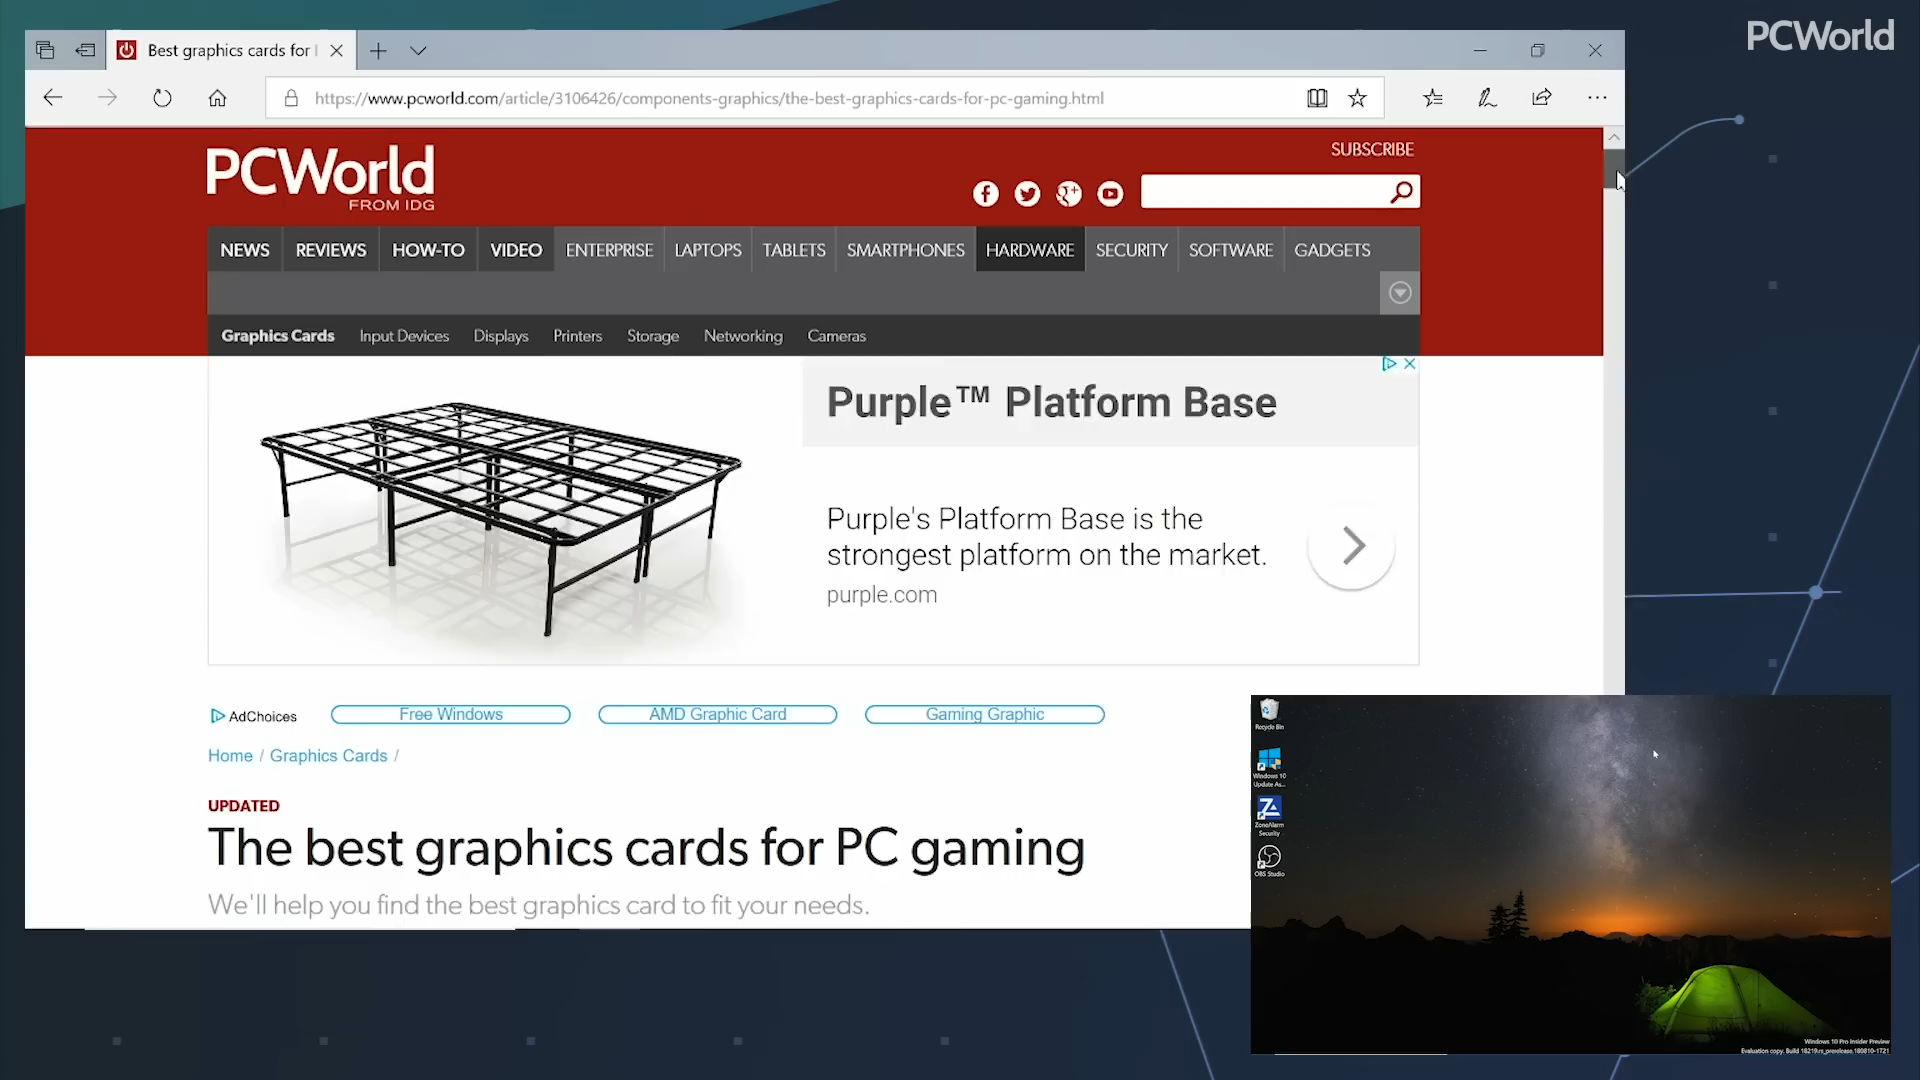 PCWorld
Best graphics cards for
https://www.pcworld.com/article/3106426/components-graphics/the-best-graphics-cards-for-pc-gaming.html
SUBSCRIBE
PCWorld
FROM IDG
NEWS REVIEWS HOW-TO VIDEO ENTERPRISE LAPTOPS TABLETS SMARTPHONES HARDWARE SECURITY SOFTWARE GADGETS
Graphics Cards Input Devices Displays Printers Storage Networking Cameras
Purple™ Platform Base
Purple's Platform Base is the
strongest platform on the market.
purple.com
AdChoices Free Windows AMD Graphic Card Gaming Graphic
Home / Graphics Cards /
UPDATED
The best graphics cards for PC gaming
We'll help you find the best graphics card to fit your needs.
Recycle Bin
Windows 10
Update As...
ZoneAlarm
Security
OBS Studio
Windows 10 Pro Insider Preview
Evaluation copy. Build 18219.rs_prerelease.180810-1721